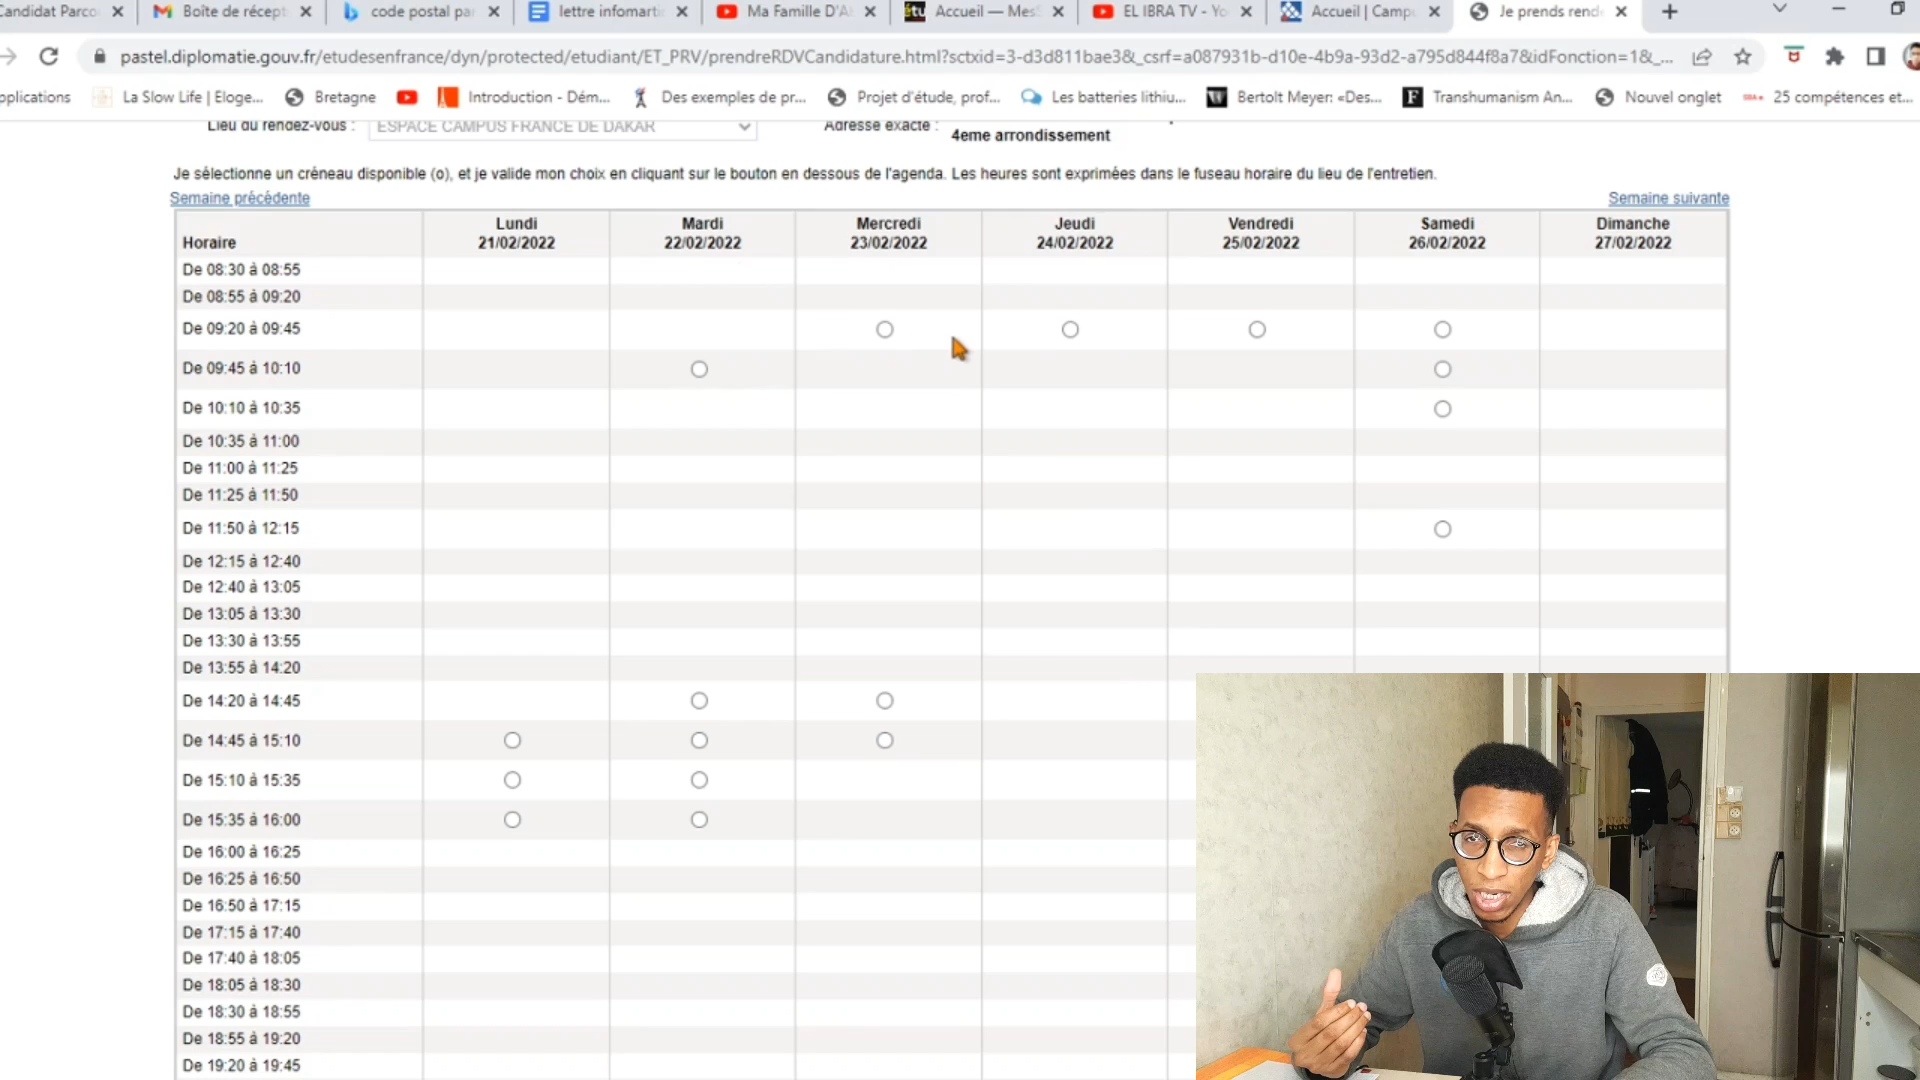 Candidat Parco
Boîte de récept
code postal pa
lettre infomarti
Ma Famille D'A
Accueil — Mes
EL IBRA TV - Yo
Accueil | Camp
Je prends rend
pastel.diplomatie.gouv.fr/etudesenfrance/dyn/protected/etudiant/ET_PRV/prendreRDVCandidature.html?sctxid=3-d3d811bae3&_csrf=a087931b-d10e-4b9a-93d2-a795d844f8a7&idFonction=1&_...
pplications
La Slow Life | Eloge...
Bretagne
Introduction - Dém...
Des exemples de pr...
Projet d'étude, prof...
Les batteries lithiu...
Bertolt Meyer: «Des...
Transhumanism An...
Nouvel onglet
25 compétences et...
Lieu du rendez-vous :
ESPACE CAMPUS FRANCE DE DAKAR
Adresse exacte :
4eme arrondissement
Je sélectionne un créneau disponible (o), et je valide mon choix en cliquant sur le bouton en dessous de l'agenda. Les heures sont exprimées dans le fuseau horaire du lieu de l'entretien.
Semaine précédente
Semaine suivante
Horaire
Lundi 21/02/2022
Mardi 22/02/2022
Mercredi 23/02/2022
Jeudi 24/02/2022
Vendredi 25/02/2022
Samedi 26/02/2022
Dimanche 27/02/2022
De 08:30 à 08:55
De 08:55 à 09:20
De 09:20 à 09:45
De 09:45 à 10:10
De 10:10 à 10:35
De 10:35 à 11:00
De 11:00 à 11:25
De 11:25 à 11:50
De 11:50 à 12:15
De 12:15 à 12:40
De 12:40 à 13:05
De 13:05 à 13:30
De 13:30 à 13:55
De 13:55 à 14:20
De 14:20 à 14:45
De 14:45 à 15:10
De 15:10 à 15:35
De 15:35 à 16:00
De 16:00 à 16:25
De 16:25 à 16:50
De 16:50 à 17:15
De 17:15 à 17:40
De 17:40 à 18:05
De 18:05 à 18:30
De 18:30 à 18:55
De 18:55 à 19:20
De 19:20 à 19:45